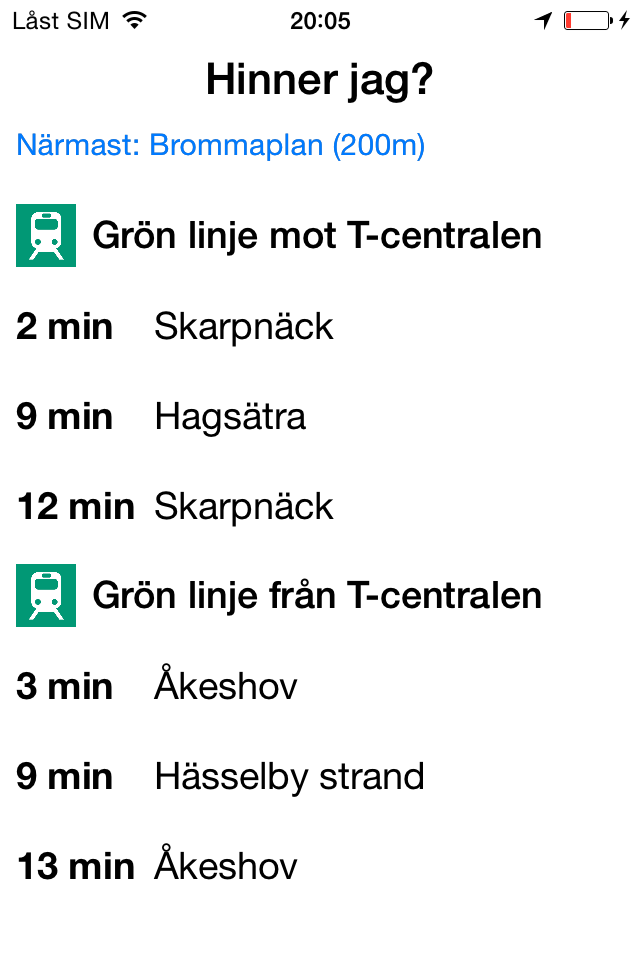 Låst SIM 20:05
Hinner jag?
Närmast: Brommaplan (200m)
Grön linje mot T-centralen
2 min Skarpnäck
9 min Hagsätra
12 min Skarpnäck
Grön linje från T-centralen
3 min Åkeshov
9 min Hässelby strand
13 min Åkeshov